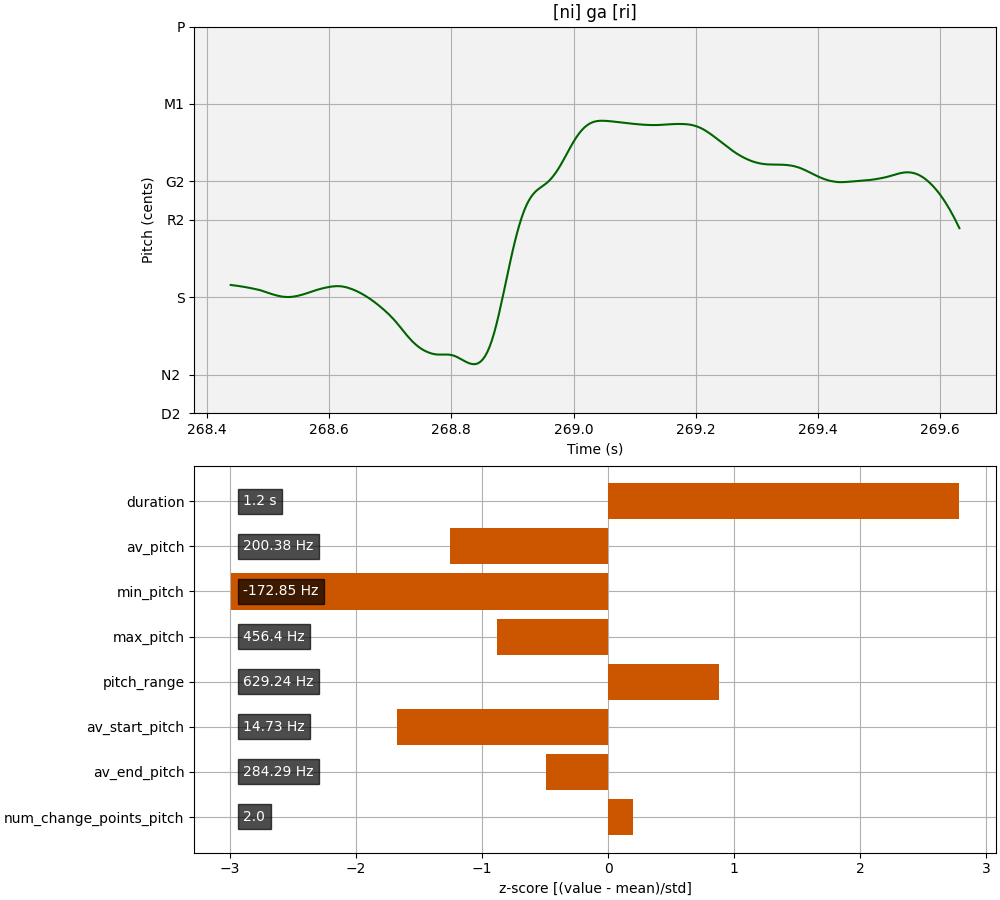 [ni] ga [ri]
P
M1
G2
R2
S
N2
D2
Pitch (cents)
268.4 268.6 268.8 269.0 269.2 269.4 269.6
Time (s)
duration 1.2 s
av_pitch 200.38 Hz
min_pitch -172.85 Hz
max_pitch 456.4 Hz
pitch_range 629.24 Hz
av_start_pitch 14.73 Hz
av_end_pitch 284.29 Hz
num_change_points_pitch 2.0
−3 −2 −1 0 1 2 3
z-score [(value - mean)/std]